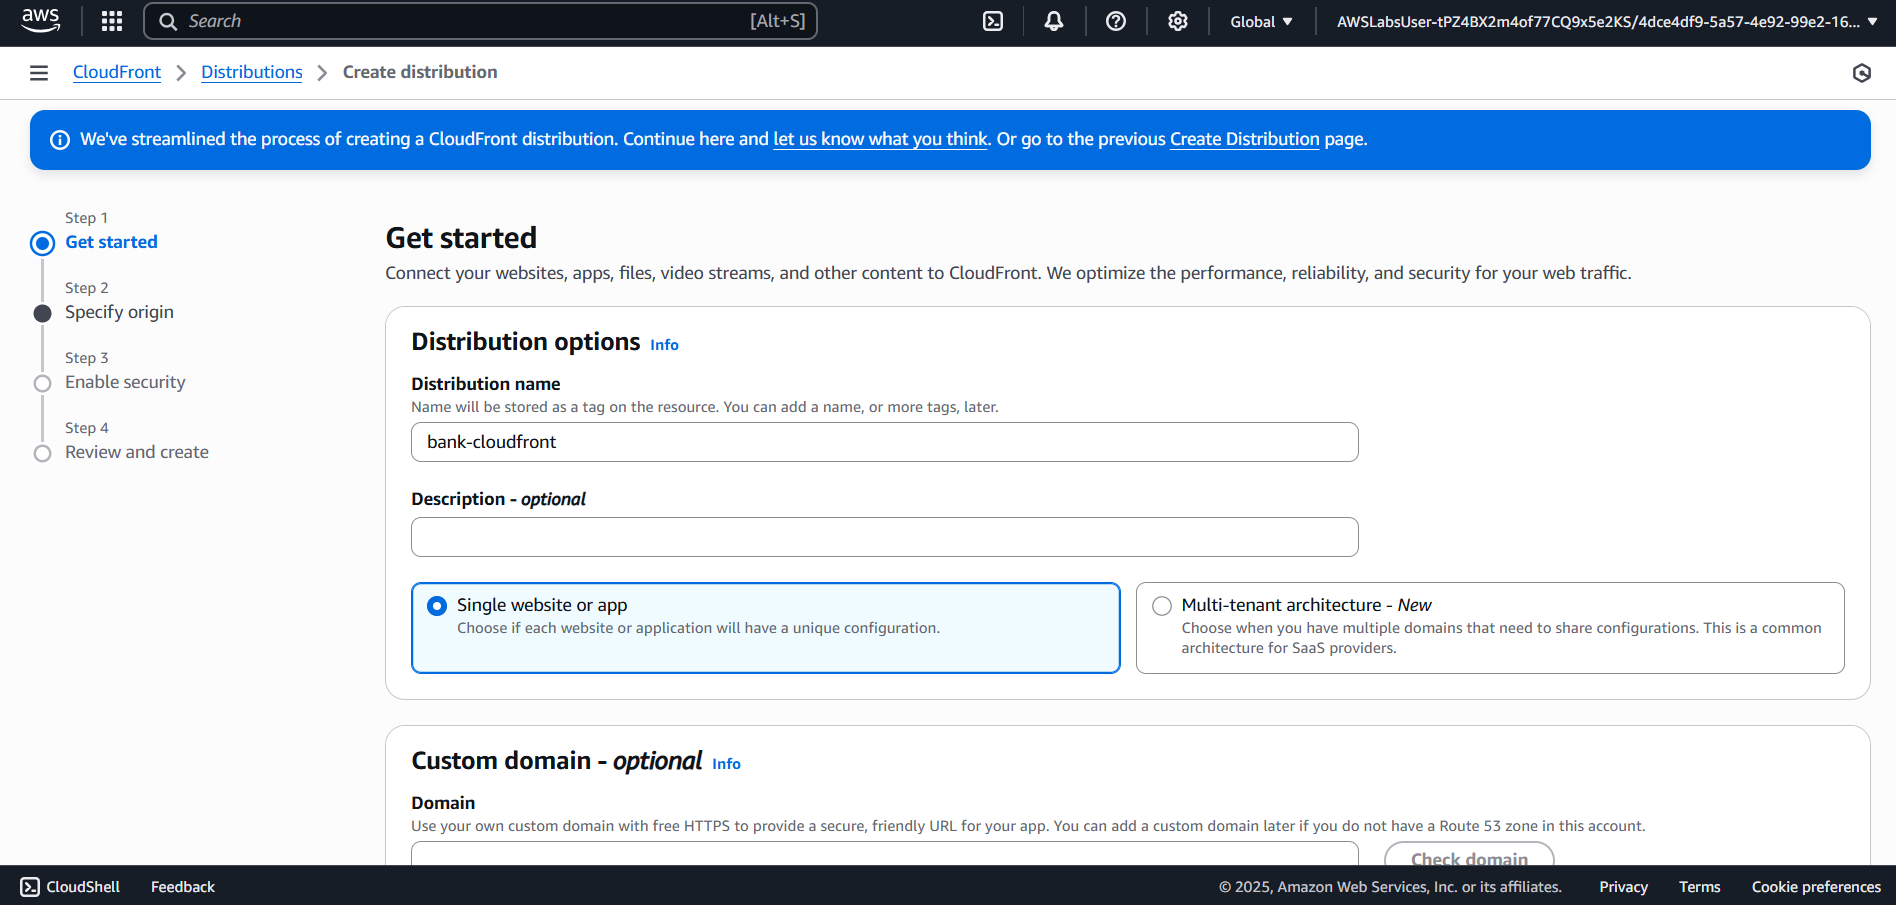 aws
Search
[Alt+S]
Global
AWSLabsUser-tPZ4BX2m4of77CQ9x5e2KS/4dce4df9-5a57-4e92-99e2-16...
CloudFront
Distributions
Create distribution
We've streamlined the process of creating a CloudFront distribution. Continue here and let us know what you think. Or go to the previous Create Distribution page.
Step 1
Get started
Step 2
Specify origin
Step 3
Enable security
Step 4
Review and create
Get started
Connect your websites, apps, files, video streams, and other content to CloudFront. We optimize the performance, reliability, and security for your web traffic.
Distribution options Info
Distribution name
Name will be stored as a tag on the resource. You can add a name, or more tags, later.
bank-cloudfront
Description - optional
Single website or app
Choose if each website or application will have a unique configuration.
Multi-tenant architecture - New
Choose when you have multiple domains that need to share configurations. This is a common
architecture for SaaS providers.
Custom domain - optional Info
Domain
Use your own custom domain with free HTTPS to provide a secure, friendly URL for your app. You can add a custom domain later if you do not have a Route 53 zone in this account.
Check domain
CloudShell
Feedback
© 2025, Amazon Web Services, Inc. or its affiliates.
Privacy
Terms
Cookie preferences